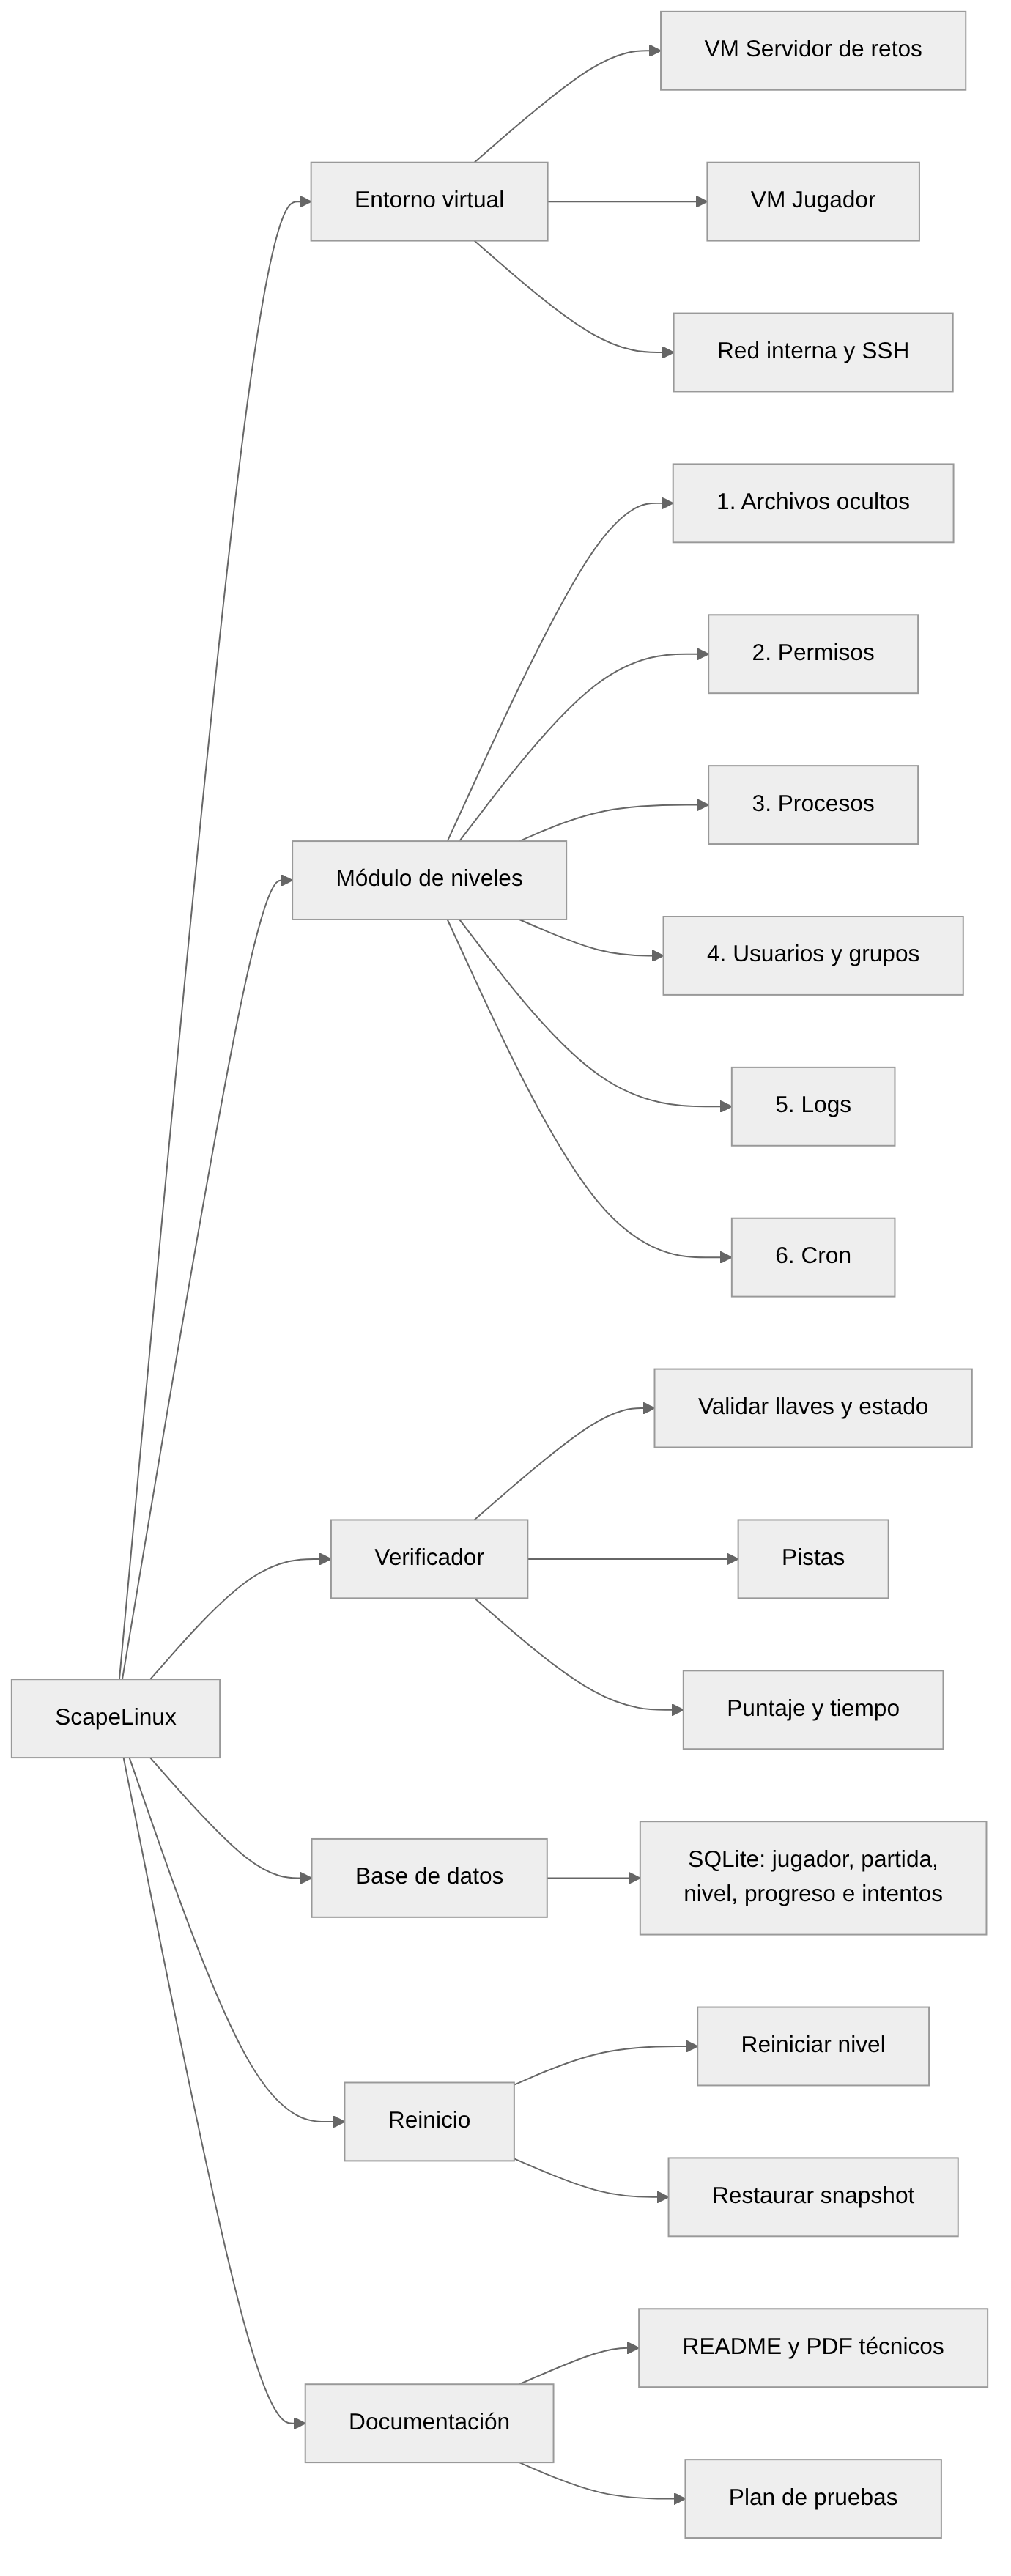 VM Servidor de retos
Entorno virtual
VM Jugador
Red interna y SSH
1. Archivos ocultos
2. Permisos
3. Procesos
Módulo de niveles
4. Usuarios y grupos
5. Logs
6. Cron
Validar llaves y estado
Verificador
Pistas
Puntaje y tiempo
ScapeLinux
Base de datos
SQLite: jugador, partida,
nivel, progreso e intentos
Reiniciar nivel
Reinicio
Restaurar snapshot
README y PDF técnicos
Documentación
Plan de pruebas